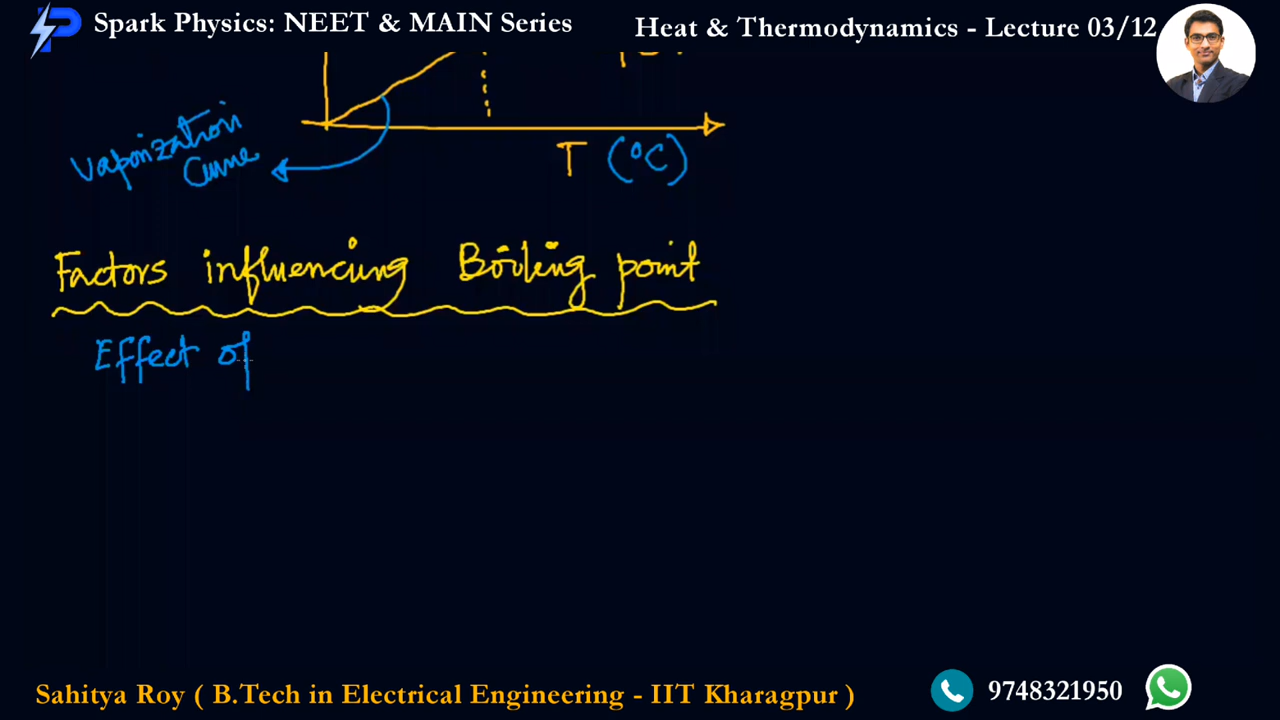 Spark Physics: NEET & MAIN Series
Heat & Thermodynamics - Lecture 03/12
Vaporization
Curve
T (°C)
Factors influencing Boiling point
Effect of
Sahitya Roy ( B.Tech in Electrical Engineering - IIT Kharagpur )
9748321950